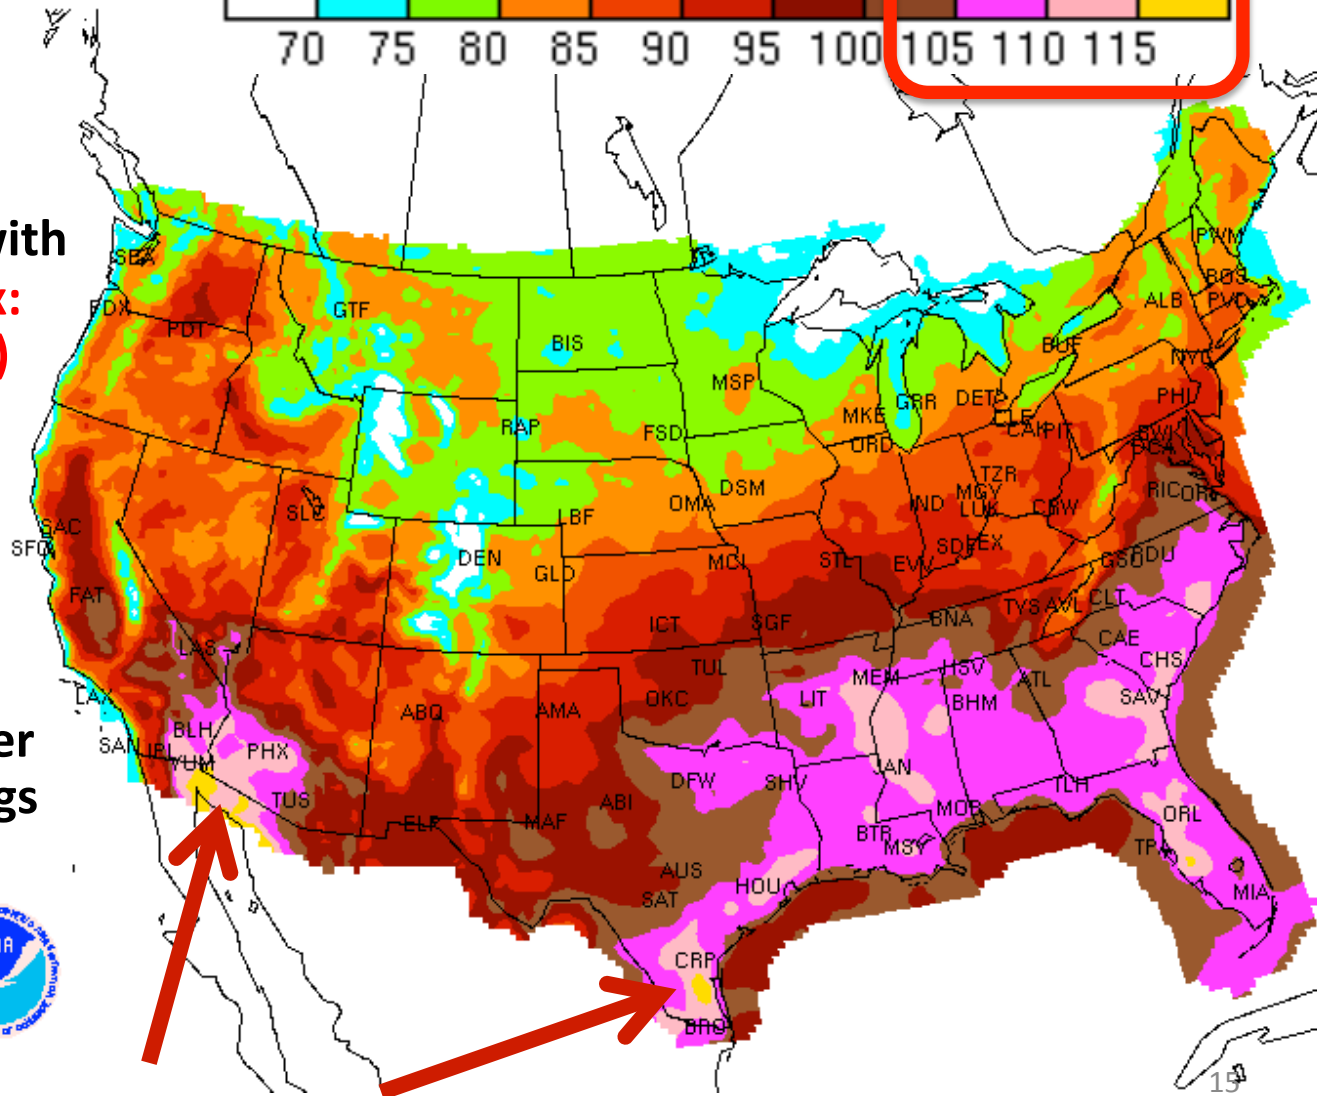 70 75 80 85 90 95 100 105 110 115
with
x:
)
SEA
PDX
PDT
GTF
BIS
MSP
RAP
FSD
MKE
GRR
DET
ORD
CLE
CAK
PIT
BUF
ALB
PWM
BOS
PVD
NYC
PHL
BWI
DCA
RIC
ORF
OMA
DSM
LBF
IND
TZR
MGY
LUK
CRW
SLC
SAC
SFO
DEN
GLD
MCI
STL
EVV
SDF
LEX
GSO
RDU
FAT
ICT
SGF
BNA
TYS
AVL
CLT
LAS
TUL
OKC
MEM
HSV
CAE
CHS
LAX
ABQ
AMA
LIT
BHM
ATL
SAV
BLH
PHX
SAN
IPL
YUM
TUS
DFW
SHV
JAN
TLH
er
gs
ELP
MAF
ABI
MOB
BTR
MSY
ORL
TPA
AUS
SAT
HOU
MIA
CRP
BRO
15